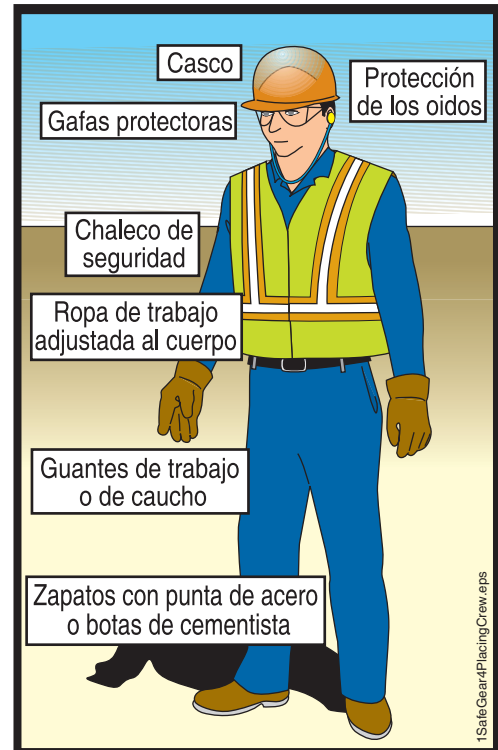 Casco
Protección
de los oidos
Gafas protectoras
Chaleco de
seguridad
Ropa de trabajo
adjustada al cuerpo
Guantes de trabajo
o de caucho
Zapatos con punta de acero
o botas de cementista
1SafeGear4PlacingCrew.eps